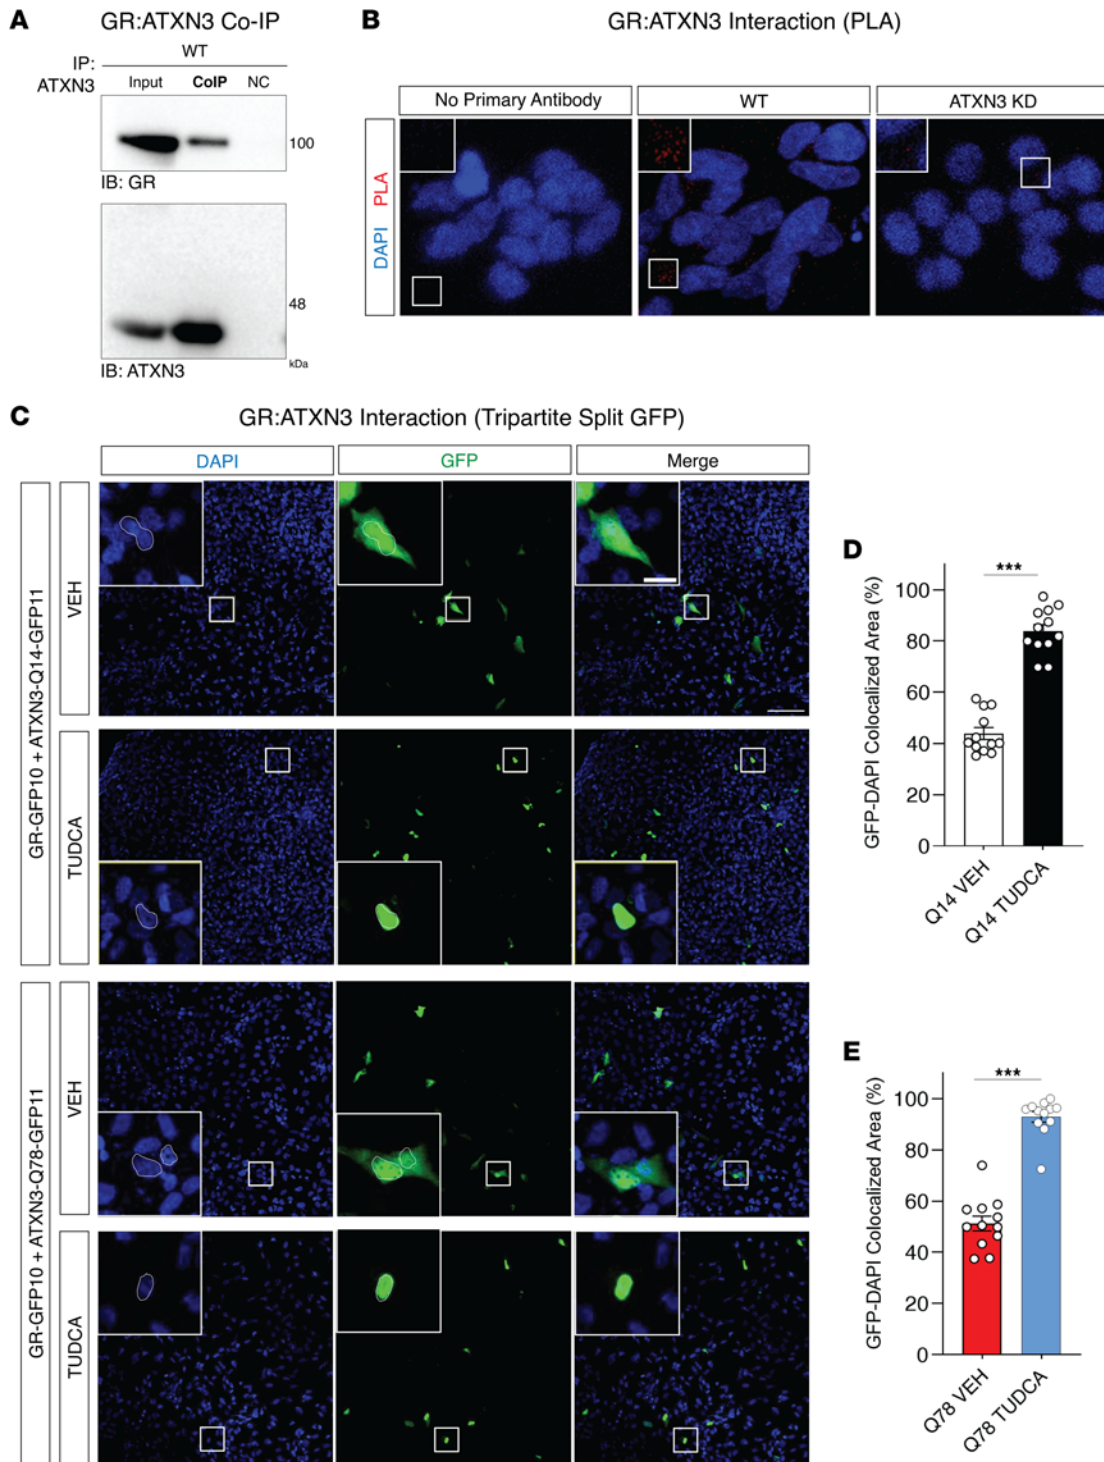 A
GR:ATXN3 Co-IP
WT
IP:
ATXN3
Input
CoIP
NC
100
IB: GR
48
kDa
IB: ATXN3
B
GR:ATXN3 Interaction (PLA)
No Primary Antibody
WT
ATXN3 KD
DAPI PLA
C
GR:ATXN3 Interaction (Tripartite Split GFP)
DAPI
GFP
Merge
GR-GFP10 + ATXN3-Q14-GFP11
VEH
TUDCA
GR-GFP10 + ATXN3-Q78-GFP11
VEH
TUDCA
D
***
GFP-DAPI Colocalized Area (%)
100
80
60
40
20
0
Q14 VEH
Q14 TUDCA
E
***
GFP-DAPI Colocalized Area (%)
100
80
60
40
20
0
Q78 VEH
Q78 TUDCA